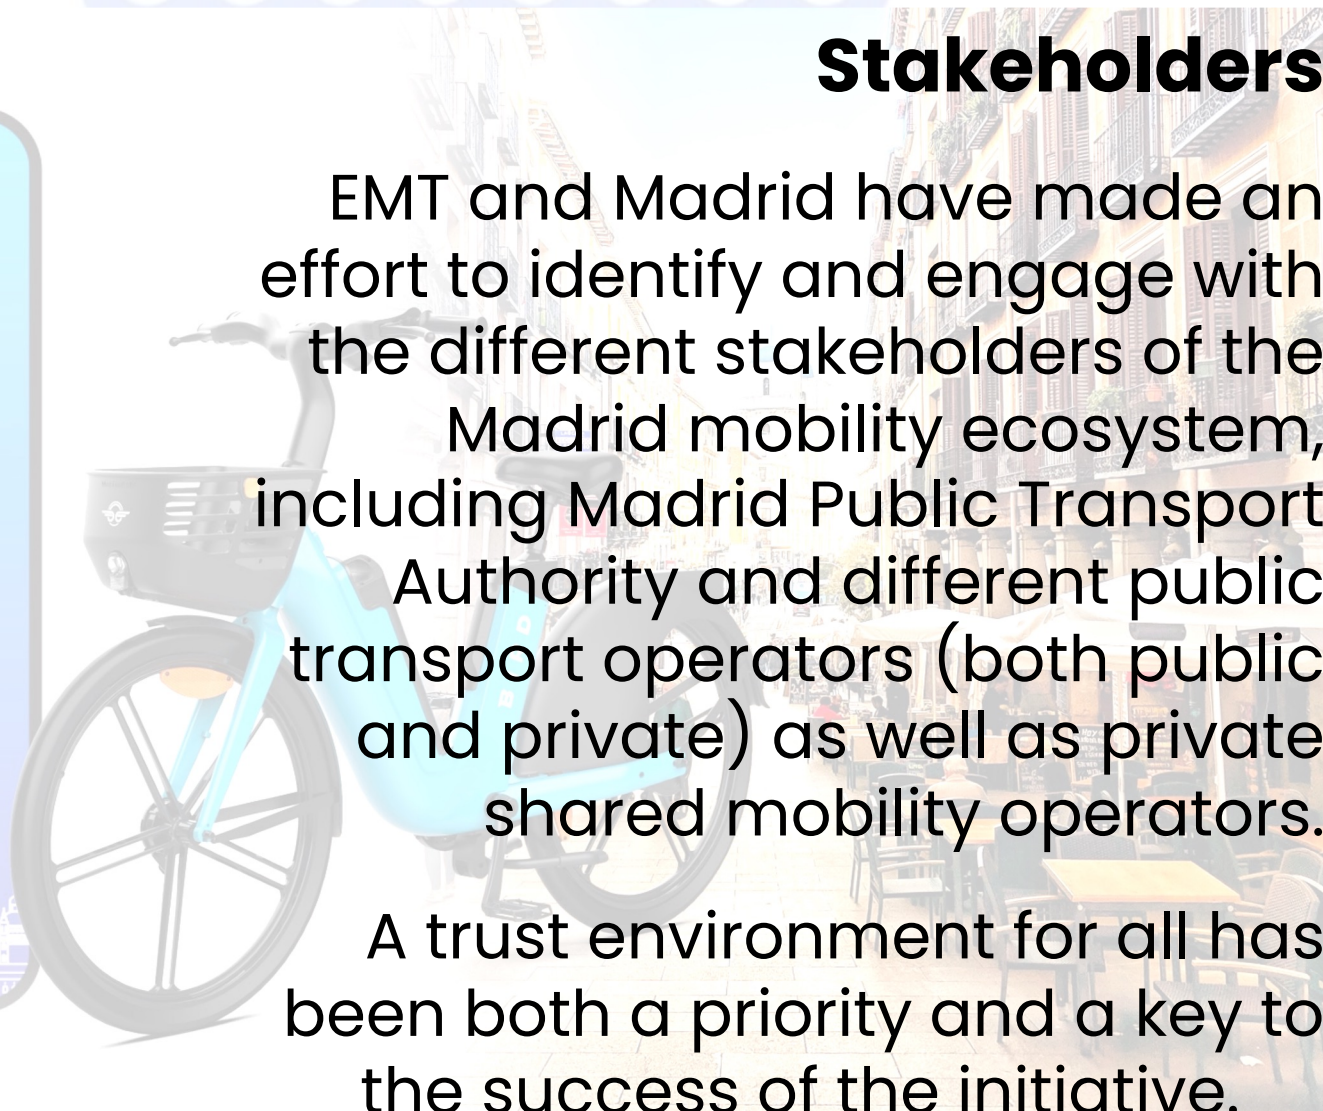 Stakeholders
EMT and Madrid have made an
effort to identify and engage with
the different stakeholders of the
Madrid mobility ecosystem,
including Madrid Public Transport
Authority and different public
transport operators (both public
and private) as well as private
shared mobility operators.
A trust environment for all has
been both a priority and a key to
the success of the initiative.